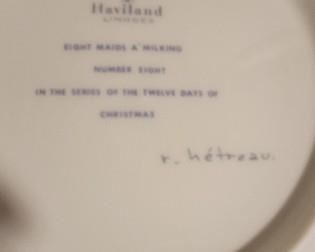 Haviland
LIMOGES
EIGHT MAIDS A'MILKING
NUMBER EIGHT
IN THE SERIES OF THE TWELVE DAYS OF
CHRISTMAS
r. hétreau.